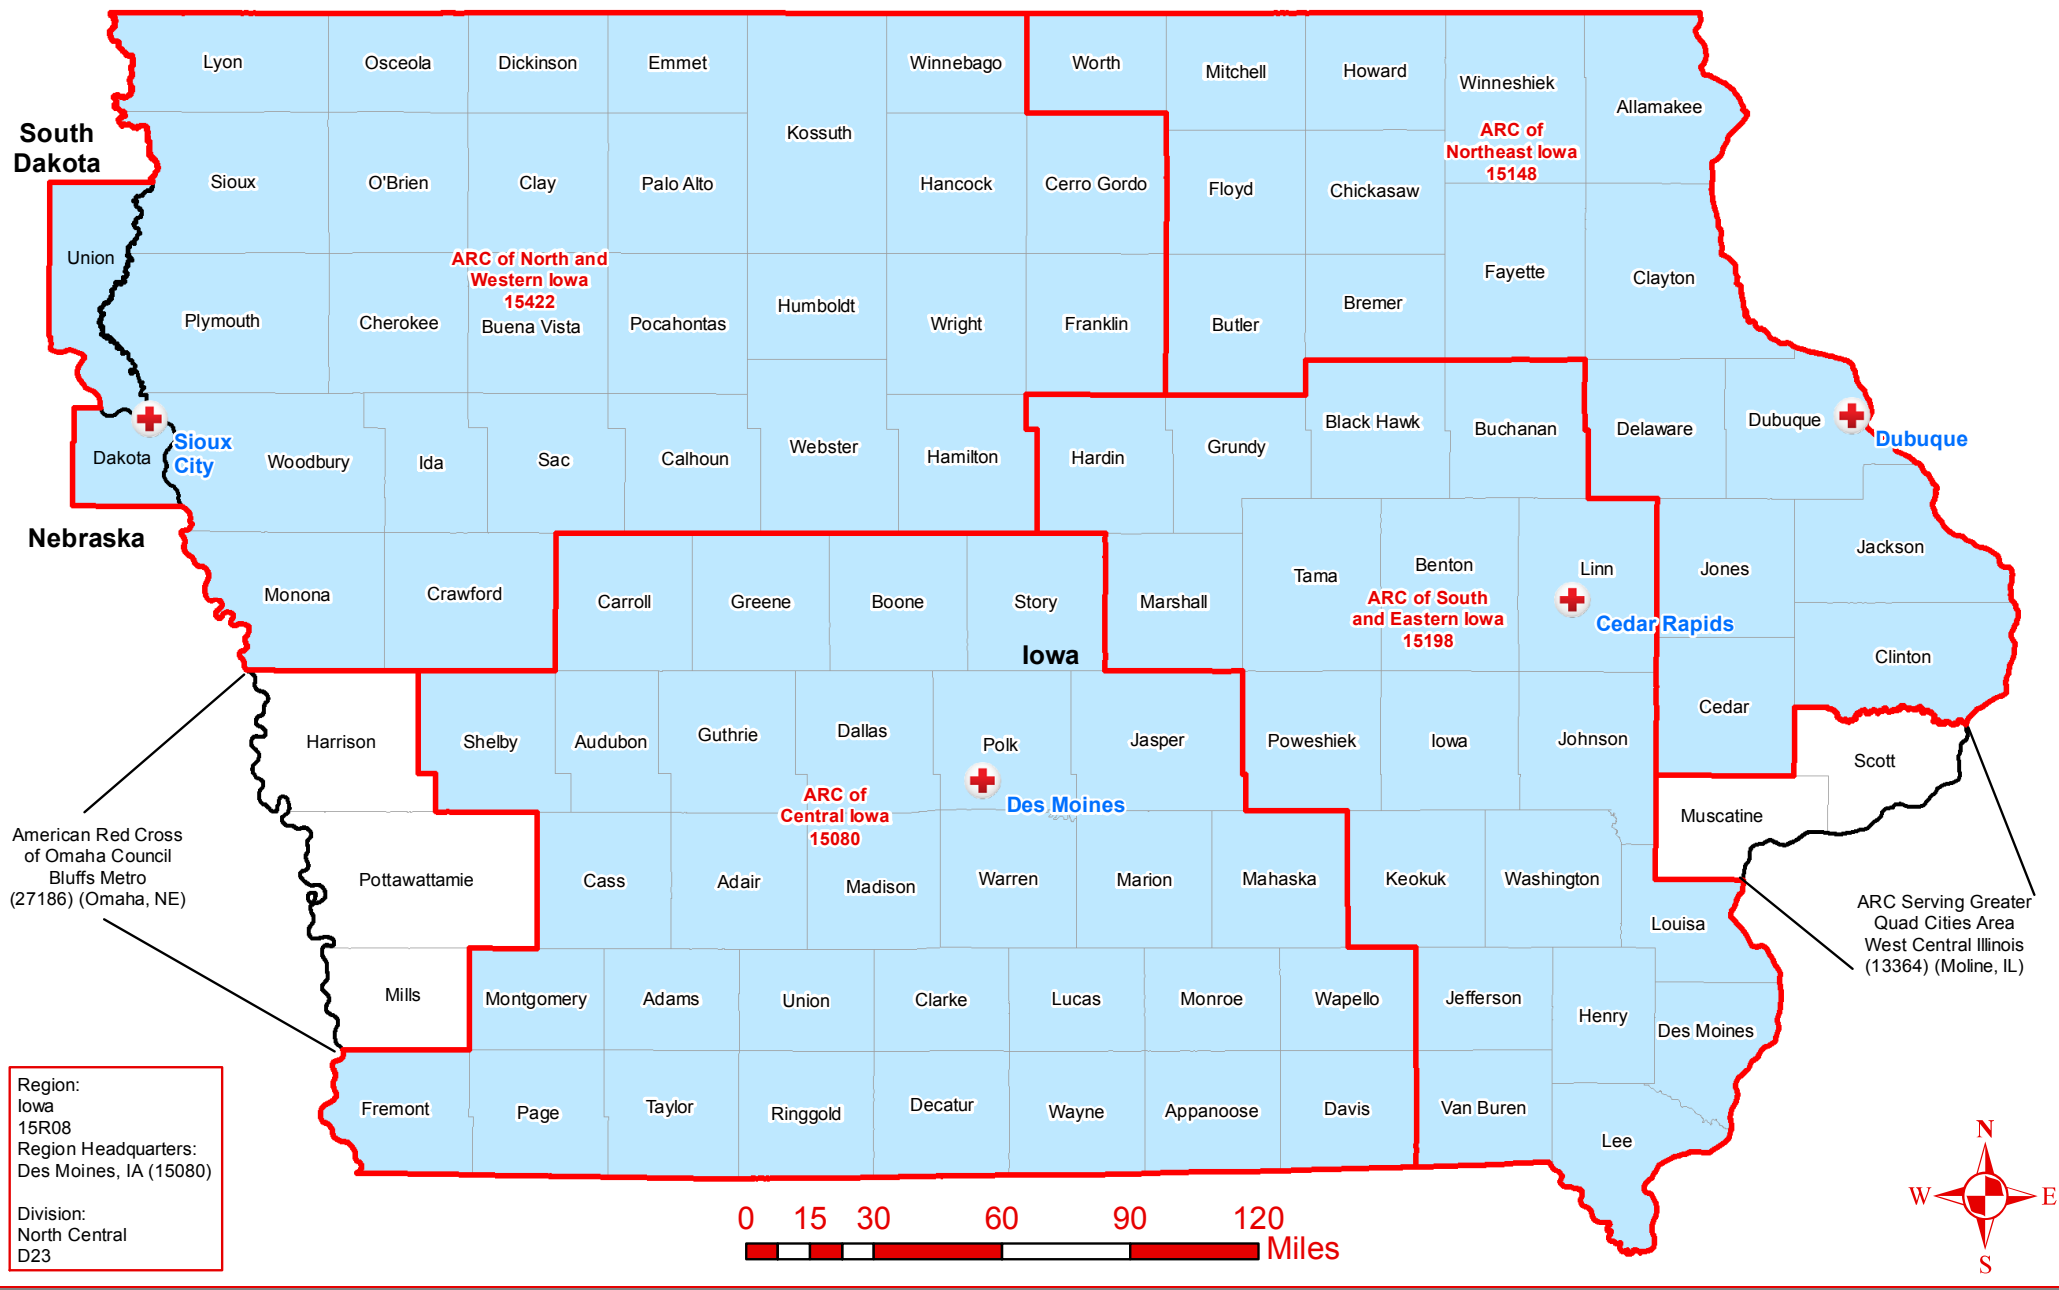 Lyon
Osceola
Dickinson
Emmet
Winnebago
Worth
Mitchell
Howard
Winneshiek
Allamakee
Kossuth
South
Dakota
ARC of
Northeast Iowa
15148
Sioux
O'Brien
Clay
Palo Alto
Hancock
Cerro Gordo
Floyd
Chickasaw
Union
ARC of North and
Western Iowa
15422
Fayette
Clayton
Plymouth
Cherokee
Buena Vista
Pocahontas
Humboldt
Wright
Franklin
Butler
Bremer
Dakota
Sioux
City
Woodbury
Ida
Sac
Calhoun
Webster
Hamilton
Hardin
Grundy
Black Hawk
Buchanan
Delaware
Dubuque
Dubuque
Nebraska
Monona
Crawford
Carroll
Greene
Boone
Story
Marshall
Tama
Benton
Linn
Jones
Jackson
ARC of South
and Eastern Iowa
15198
Cedar Rapids
Iowa
Clinton
Cedar
Harrison
Shelby
Audubon
Guthrie
Dallas
Polk
Jasper
Poweshiek
Iowa
Johnson
Scott
ARC of
Central Iowa
15080
Des Moines
Muscatine
American Red Cross
of Omaha Council
Bluffs Metro
(27186) (Omaha, NE)
Pottawattamie
Cass
Adair
Madison
Warren
Marion
Mahaska
Keokuk
Washington
Louisa
ARC Serving Greater
Quad Cities Area
West Central Illinois
(13364) (Moline, IL)
Mills
Montgomery
Adams
Union
Clarke
Lucas
Monroe
Wapello
Jefferson
Henry
Des Moines
Fremont
Page
Taylor
Ringgold
Decatur
Wayne
Appanoose
Davis
Van Buren
Lee
Region:
Iowa
15R08
Region Headquarters:
Des Moines, IA (15080)
Division:
North Central
D23
0 15 30 60 90 120
Miles
N
W E
S